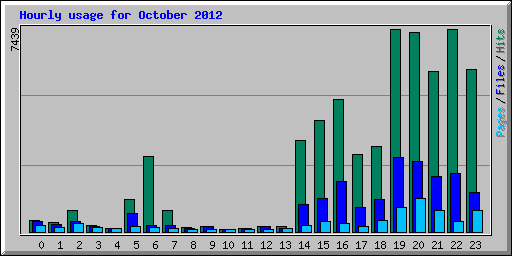 Hourly usage for October 2012
7439
Pages / Files / Hits
0 1 2 3 4 5 6 7 8 9 10 11 12 13 14 15 16 17 18 19 20 21 22 23